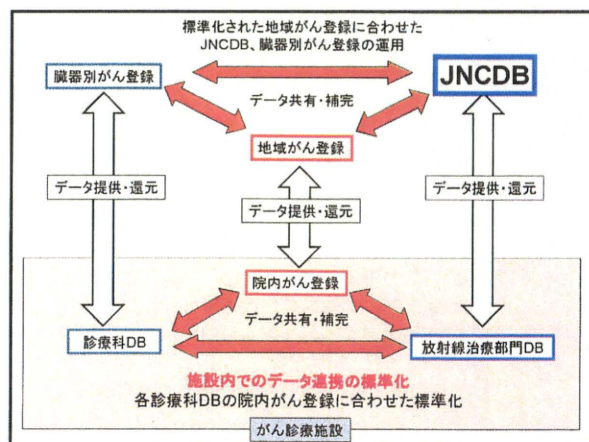 標準化された地域がん登録に合わせた
JNCDB、臓器別がん登録の運用
臓器別がん登録
JNCDB
データ共有・補完
地域がん登録
データ提供・還元
データ提供・還元
データ提供・還元
院内がん登録
データ共有・補完
診療科DB
放射線治療部門DB
施設内でのデータ連携の標準化
各診療科DBの院内がん登録に合わせた標準化
がん診療施設